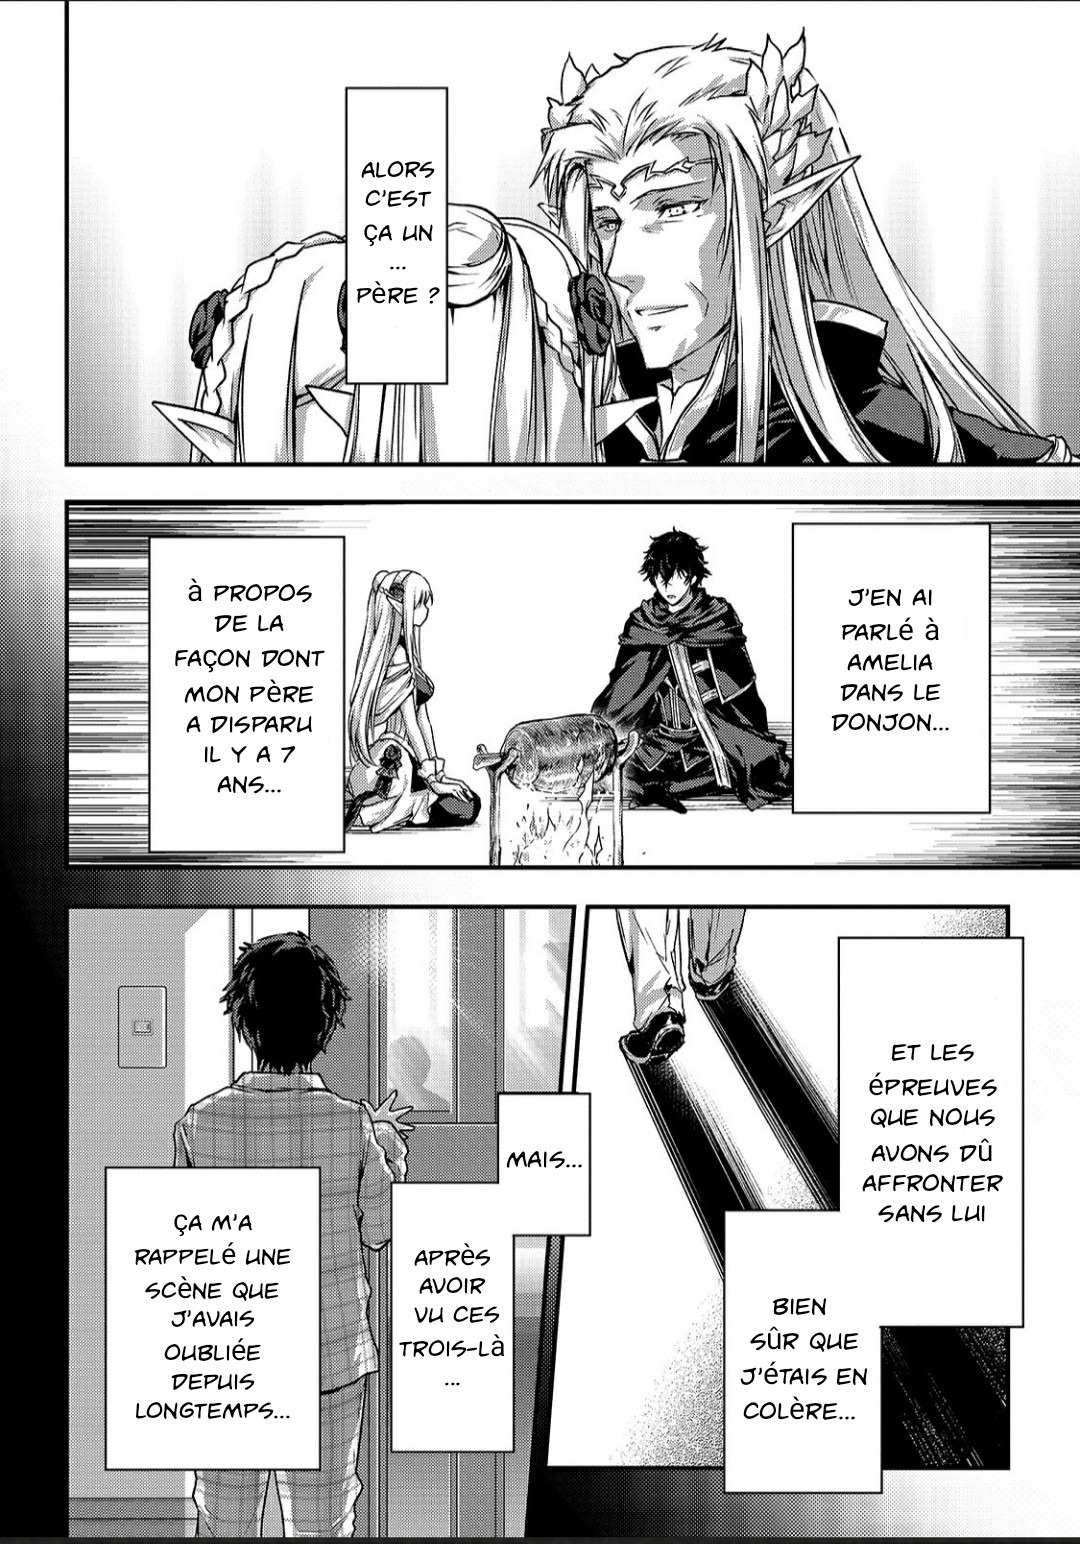 ALORS
C'EST
ÇA UN
...
PÈRE ?
J'EN AI
PARLÉ À
AMELIA
DANS LE
DONJON...
À PROPOS
DE LA
FAÇON DONT
MON PÈRE
A DISPARU
IL Y A 7
ANS...
ET LES
ÉPREUVES
QUE NOUS
AVONS DÛ
AFFRONTER
SANS LUI
BIEN
SÛR QUE
J'ÉTAIS EN
COLÈRE...
MAIS...
APRÈS
AVOIR
VU CES
TROIS-LÀ
...
ÇA M'A
RAPPELÉ UNE
SCÈNE QUE
J'AVAIS
OUBLIÉE
DEPUIS
LONGTEMPS...